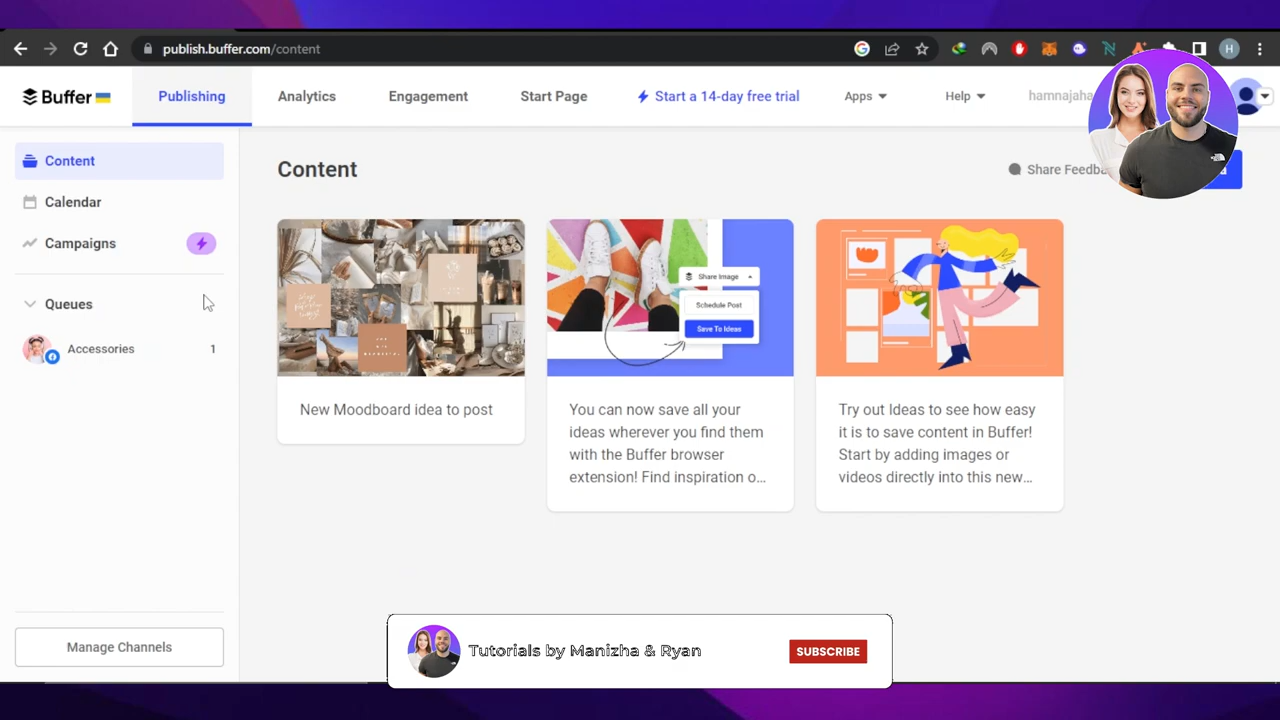 publish.buffer.com/content
H
Buffer
Publishing
Analytics
Engagement
Start Page
Start a 14-day free trial
Apps
Help
hamnajaha
Content
Calendar
Campaigns
Queues
Accessories
1
Manage Channels
Content
Share Feedba
New Moodboard idea to post
Share Image
Schedule Post
Save To Ideas
You can now save all your
ideas wherever you find them
with the Buffer browser
extension! Find inspiration o...
Try out Ideas to see how easy
it is to save content in Buffer!
Start by adding images or
videos directly into this new...
Tutorials by Manizha & Ryan
SUBSCRIBE